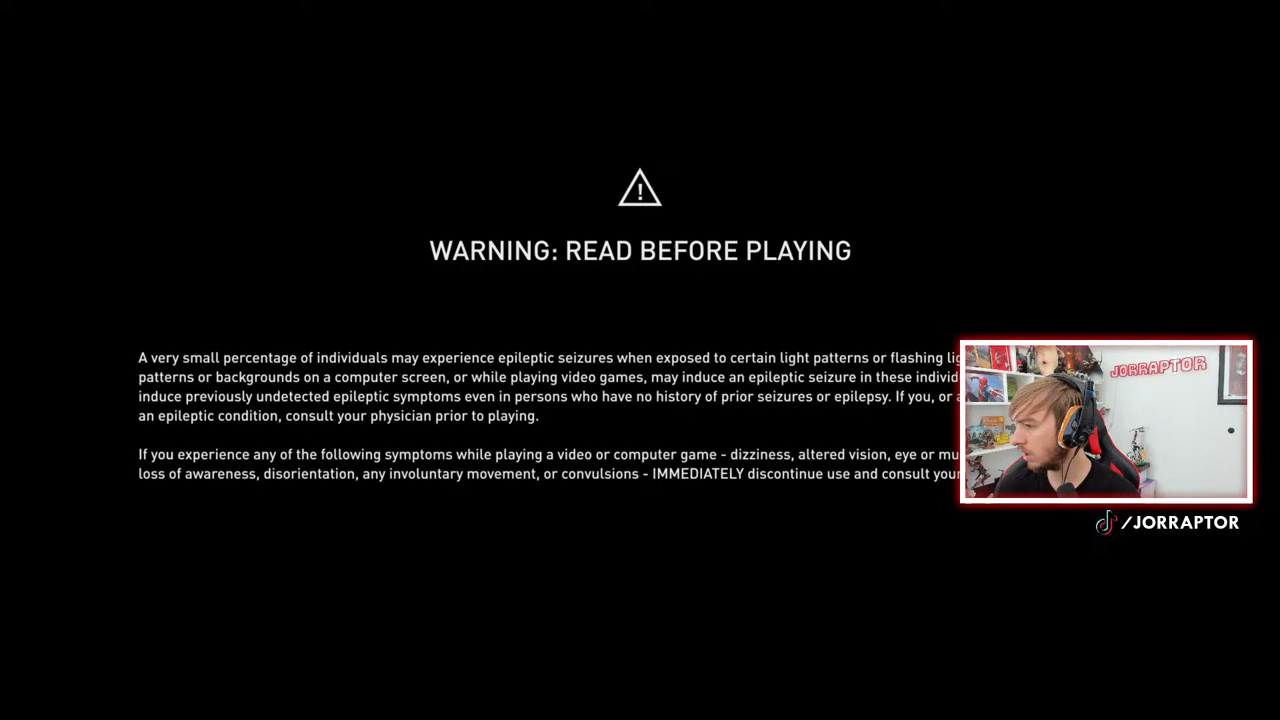 WARNING: READ BEFORE PLAYING
A very small percentage of individuals may experience epileptic seizures when exposed to certain light patterns or flashing
patterns or backgrounds on a computer screen, or while playing video games, may induce an epileptic seizure in these
induce previously undetected epileptic symptoms even in persons who have no history of prior seizures or epilepsy. If you, or
an epileptic condition, consult your physician prior to playing.
If you experience any of the following symptoms while playing a video or computer game - dizziness, altered vision, eye or
loss of awareness, disorientation, any involuntary movement, or convulsions - IMMEDIATELY discontinue use and consult your
JORRAPTOR
/JORRAPTOR